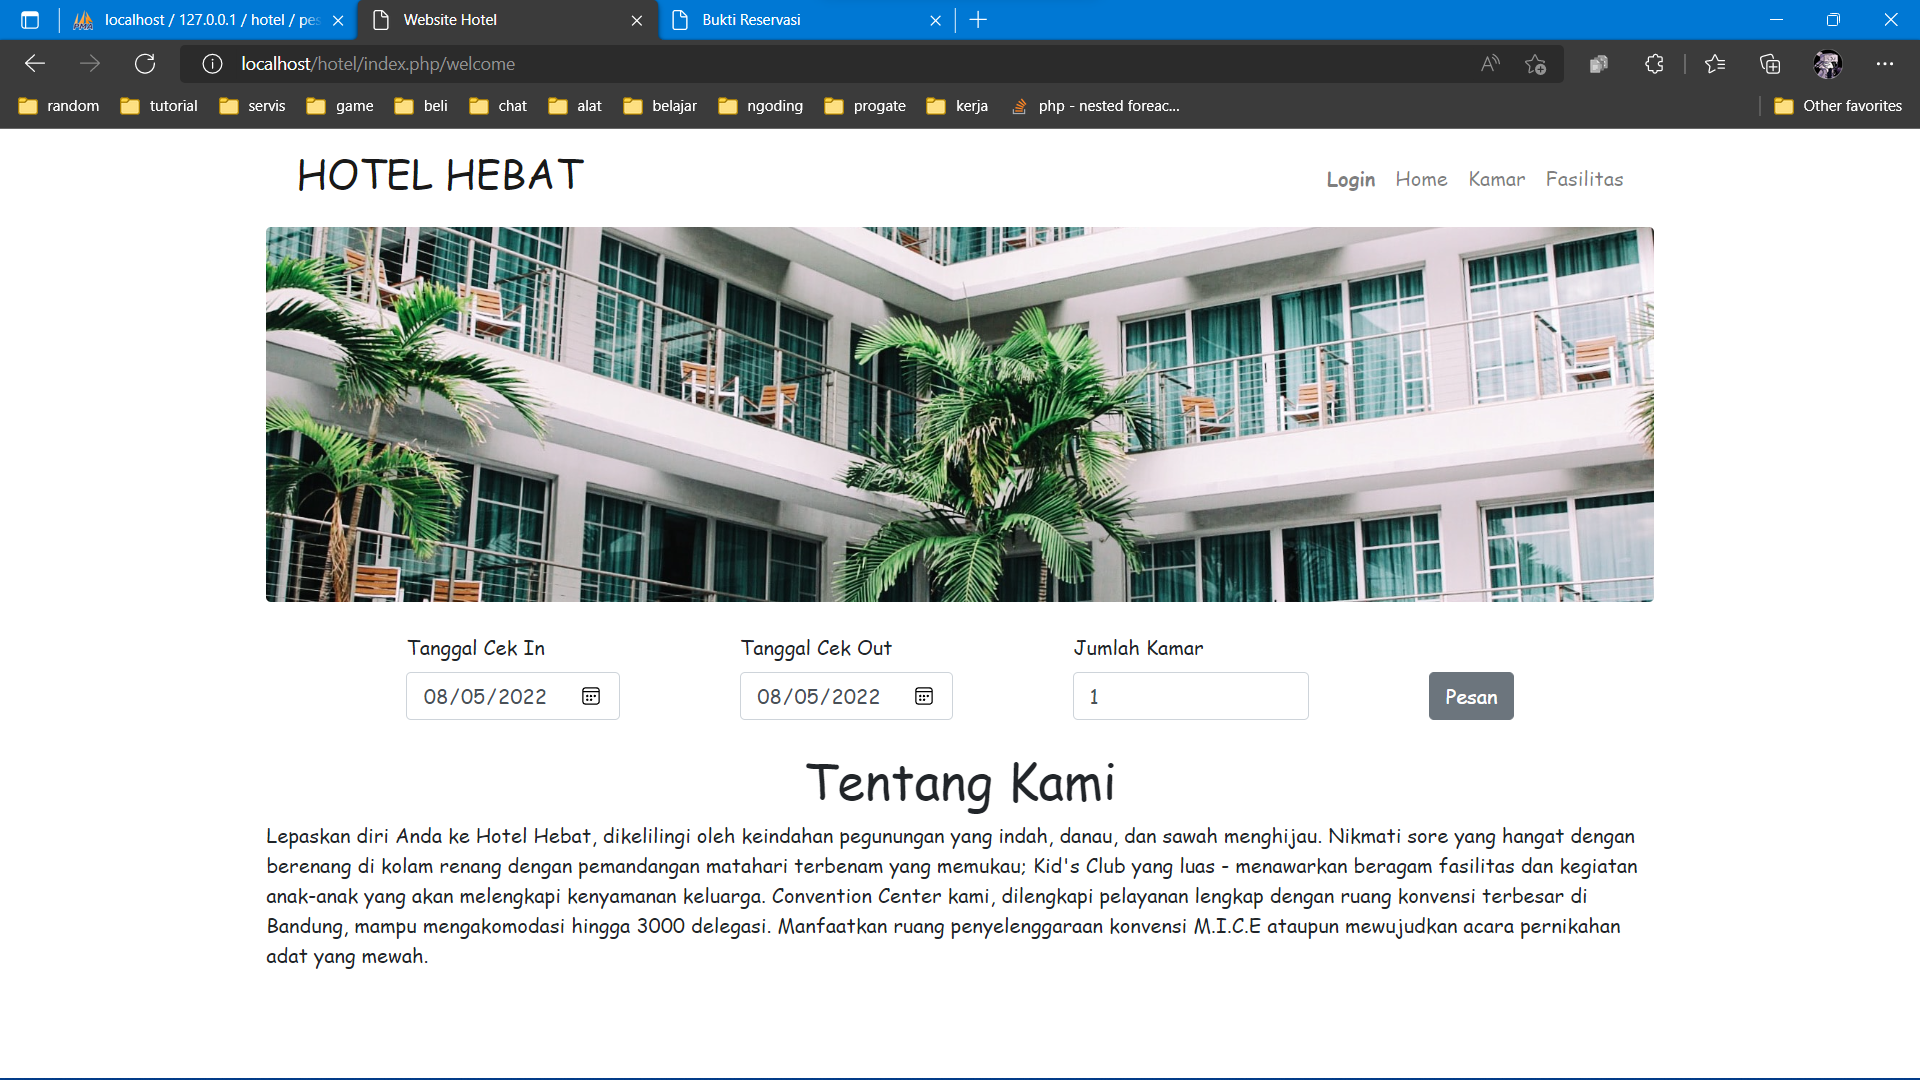 localhost / 127.0.0.1 / hotel / pes
Website Hotel
Bukti Reservasi
localhost/hotel/index.php/welcome
random
tutorial
servis
game
beli
chat
alat
belajar
ngoding
progate
kerja
php - nested foreac...
Other favorites
HOTEL HEBAT
Login
Home
Kamar
Fasilitas
Tanggal Cek In
Tanggal Cek Out
Jumlah Kamar
08/05/2022
08/05/2022
1
Pesan
Tentang Kami
Lepaskan diri Anda ke Hotel Hebat, dikelilingi oleh keindahan pegunungan yang indah, danau, dan sawah menghijau. Nikmati sore yang hangat dengan
berenang di kolam renang dengan pemandangan matahari terbenam yang memukau; Kid's Club yang luas - menawarkan beragam fasilitas dan kegiatan
anak-anak yang akan melengkapi kenyamanan keluarga. Convention Center kami, dilengkapi pelayanan lengkap dengan ruang konvensi terbesar di
Bandung, mampu mengakomodasi hingga 3000 delegasi. Manfaatkan ruang penyelenggaraan konvensi M.I.C.E ataupun mewujudkan acara pernikahan
adat yang mewah.